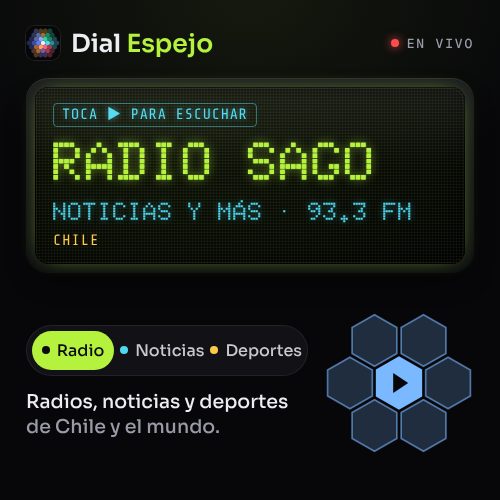 Dial Espejo
EN VIVO
TOCA ▶ PARA ESCUCHAR
RADIO SAGO
NOTICIAS Y MÁS · 93,3 FM
CHILE
Radio Noticias Deportes
Radios, noticias y deportes
de Chile y el mundo.